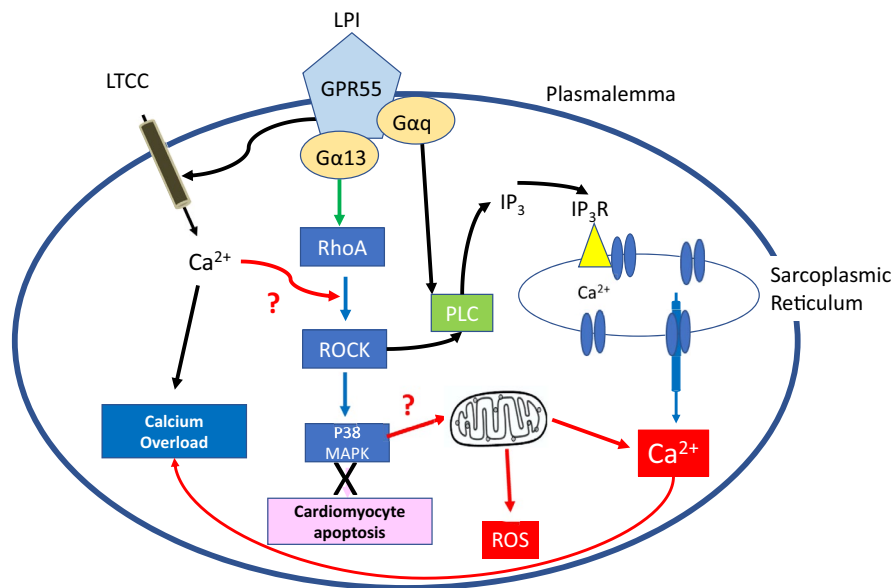 LPI
LTCC
GPR55
Plasmalemma
Gαq
Gα13
IP₃
IP₃R
RhoA
Ca²⁺
Ca²⁺
Sarcoplasmic
Reticulum
?
PLC
ROCK
?
Calcium
Overload
P38
MAPK
Ca²⁺
Cardiomyocyte
apoptosis
ROS